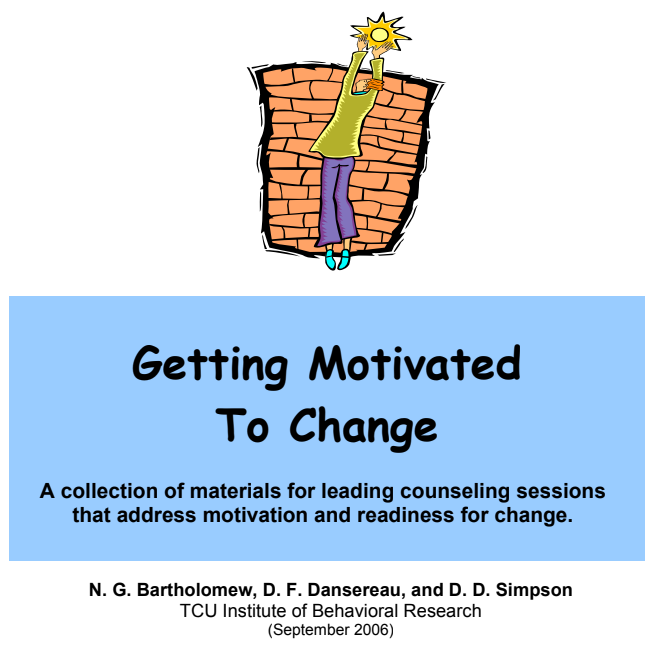 Getting Motivated
To Change
A collection of materials for leading counseling sessions
that address motivation and readiness for change.
N. G. Bartholomew, D. F. Dansereau, and D. D. Simpson
TCU Institute of Behavioral Research
(September 2006)